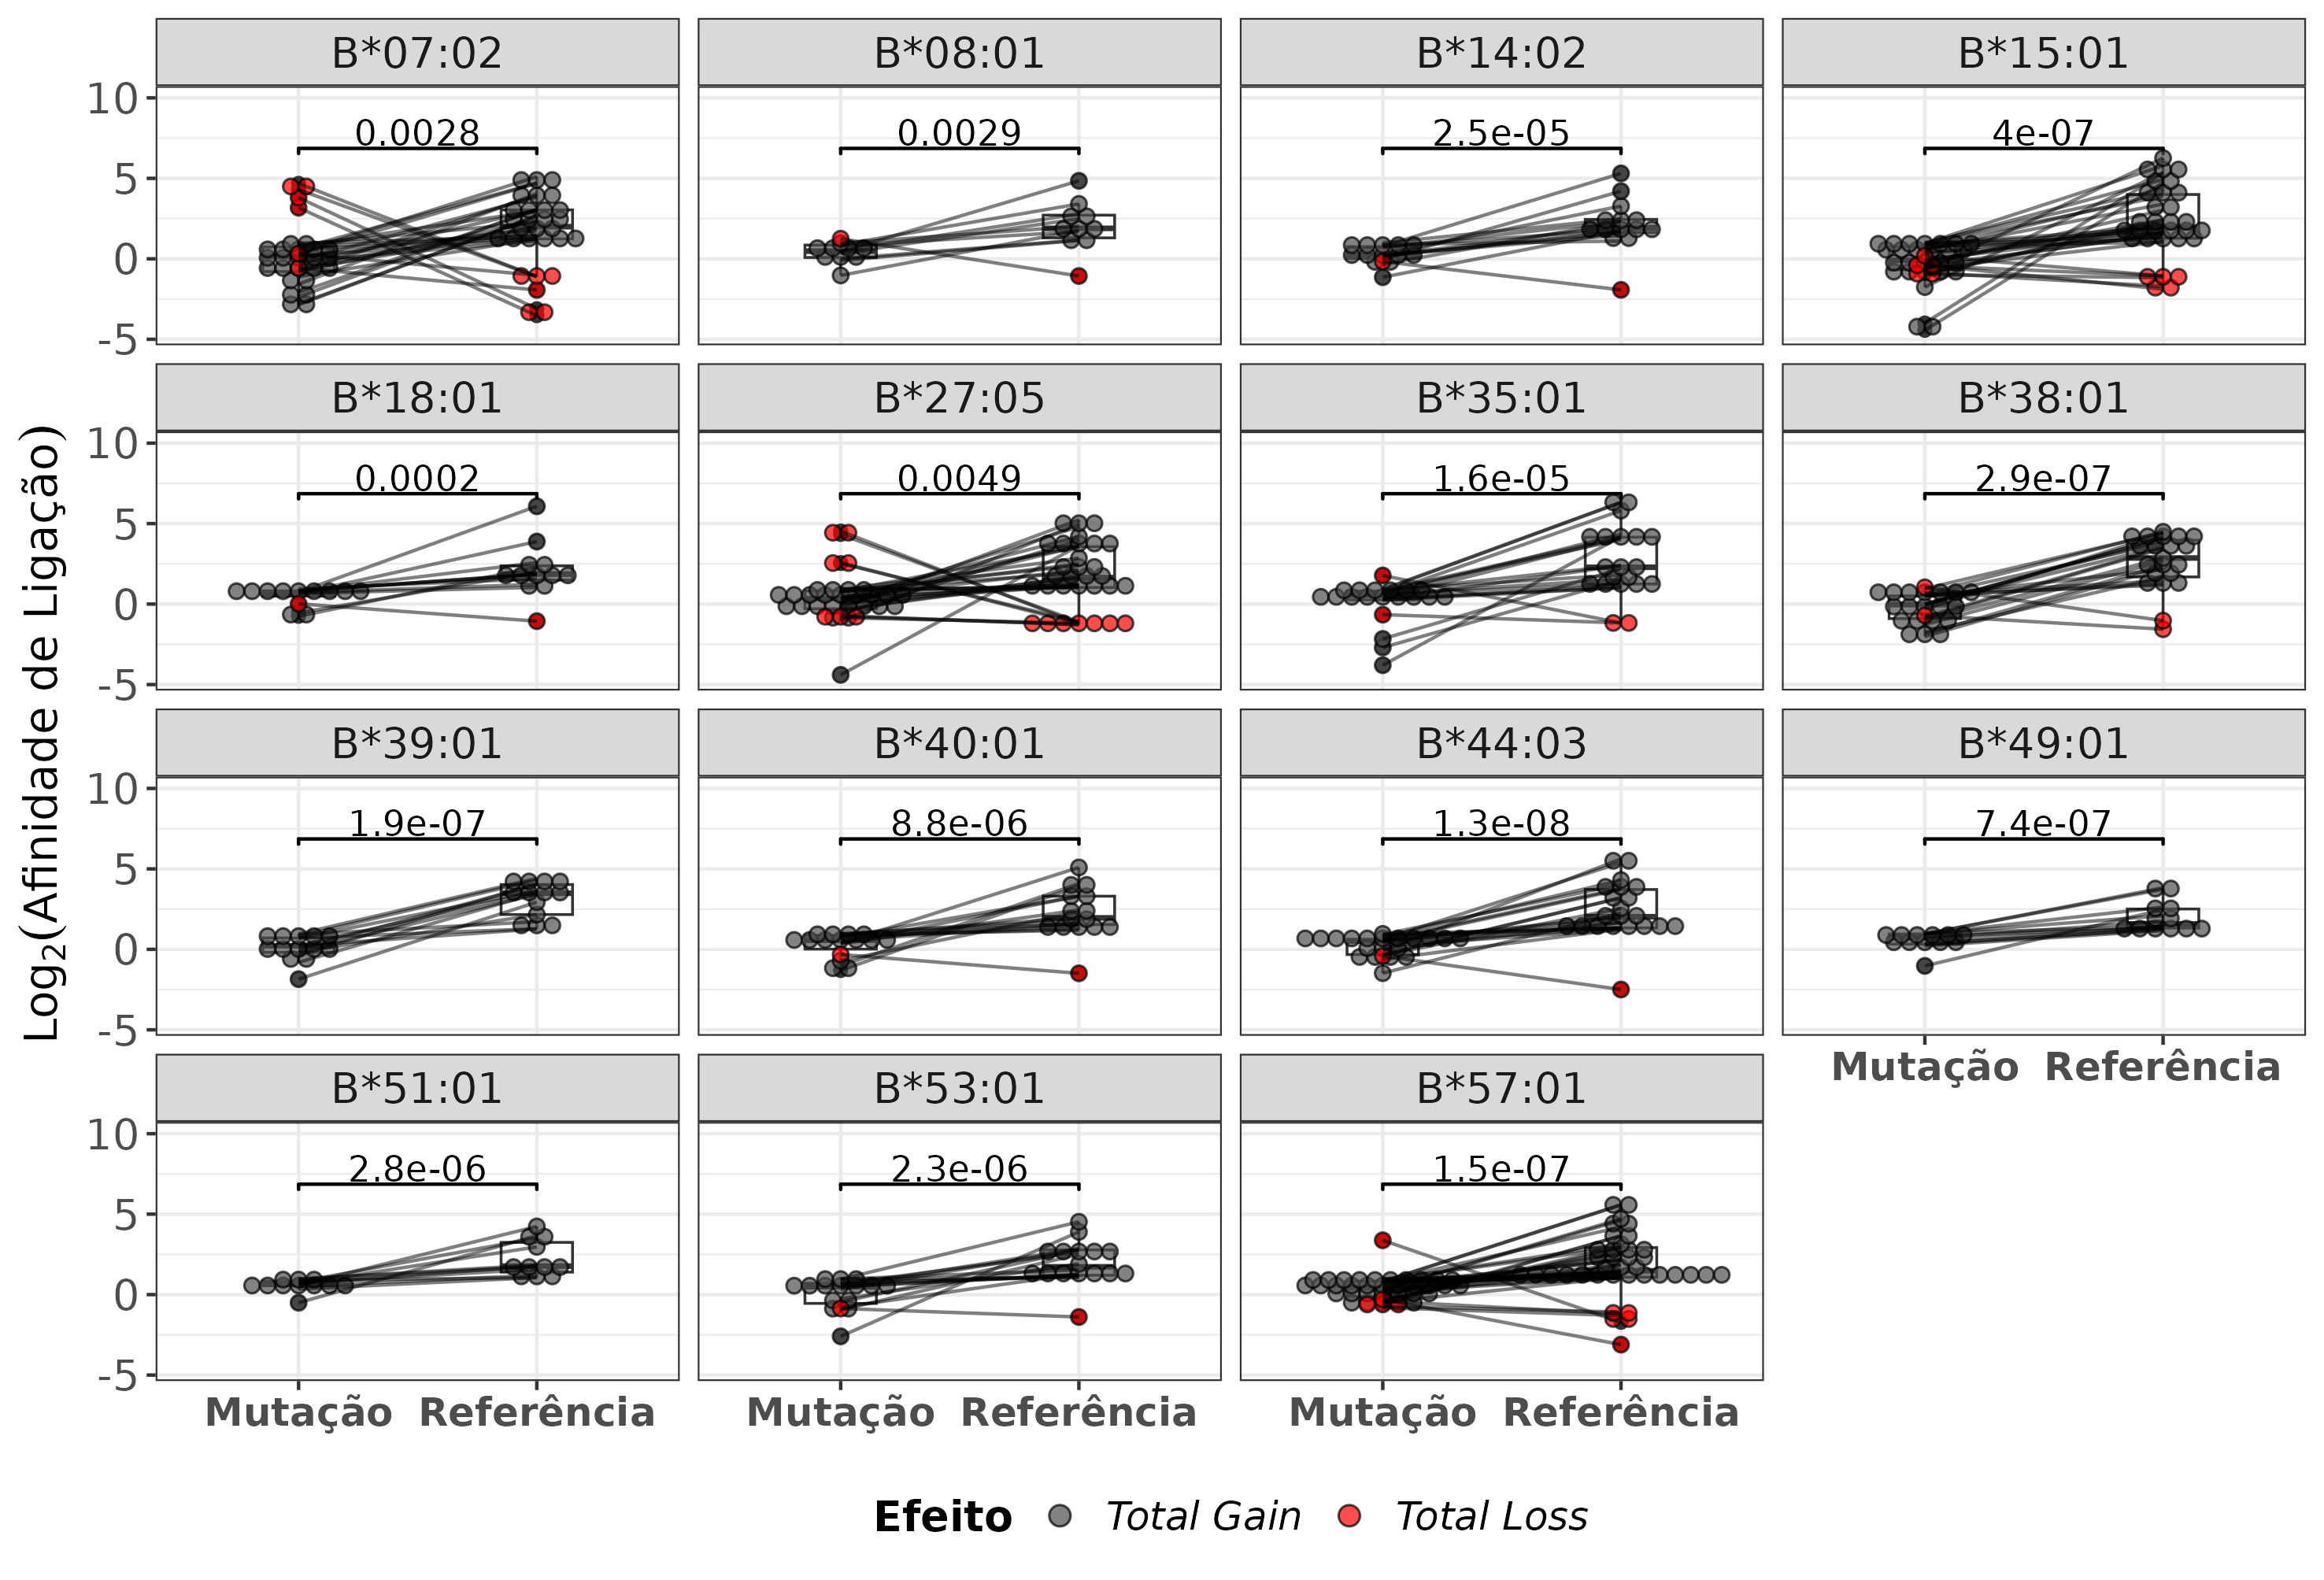 B*07:02 B*08:01 B*14:02 B*15:01
10
0.0028 0.0029 2.5e-05 4e-07
5
0
-5
B*18:01 B*27:05 B*35:01 B*38:01
10
0.0002 0.0049 1.6e-05 2.9e-07
5
0
-5
Log2(Afinidade de Ligação)
B*39:01 B*40:01 B*44:03 B*49:01
10
1.9e-07 8.8e-06 1.3e-08 7.4e-07
5
0
-5
Mutação Referência
B*51:01 B*53:01 B*57:01
10
2.8e-06 2.3e-06 1.5e-07
5
0
-5
Mutação Referência Mutação Referência Mutação Referência
Efeito Total Gain Total Loss